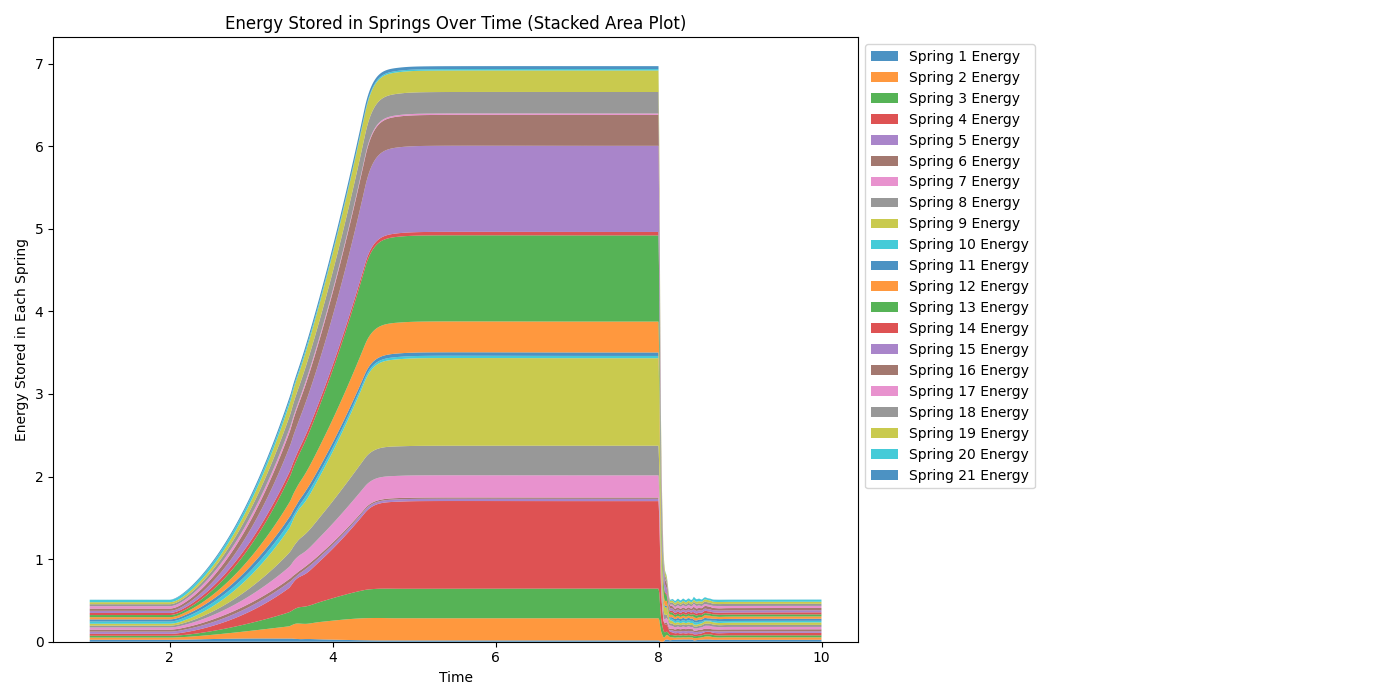 Energy Stored in Springs Over Time (Stacked Area Plot)
Energy Stored in Each Spring
7
6
5
4
3
2
1
0
2
4
6
8
10
Time
Spring 1 Energy
Spring 2 Energy
Spring 3 Energy
Spring 4 Energy
Spring 5 Energy
Spring 6 Energy
Spring 7 Energy
Spring 8 Energy
Spring 9 Energy
Spring 10 Energy
Spring 11 Energy
Spring 12 Energy
Spring 13 Energy
Spring 14 Energy
Spring 15 Energy
Spring 16 Energy
Spring 17 Energy
Spring 18 Energy
Spring 19 Energy
Spring 20 Energy
Spring 21 Energy